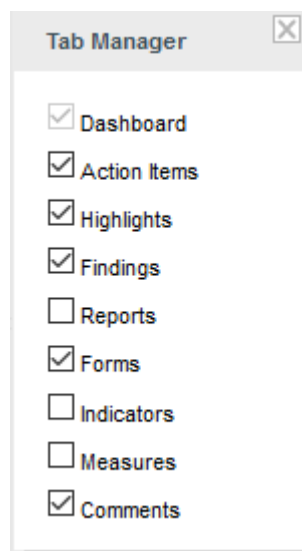 Tab Manager
Dashboard
Action Items
Highlights
Findings
Reports
Forms
Indicators
Measures
Comments